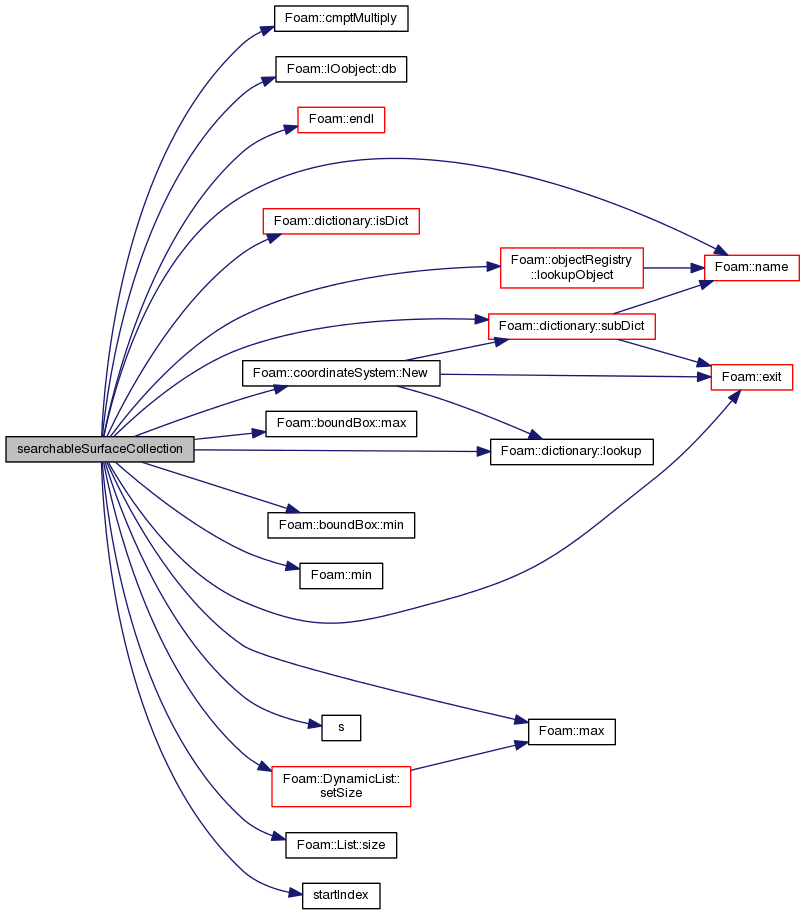 Foam::cmptMultiply
Foam::IOobject::db
Foam::endl
Foam::dictionary::isDict
Foam::objectRegistry
::lookupObject
Foam::name
Foam::dictionary::subDict
Foam::coordinateSystem::New
Foam::exit
Foam::boundBox::max
searchableSurfaceCollection
Foam::dictionary::lookup
Foam::boundBox::min
Foam::min
s
Foam::max
Foam::DynamicList::
setSize
Foam::List::size
startIndex